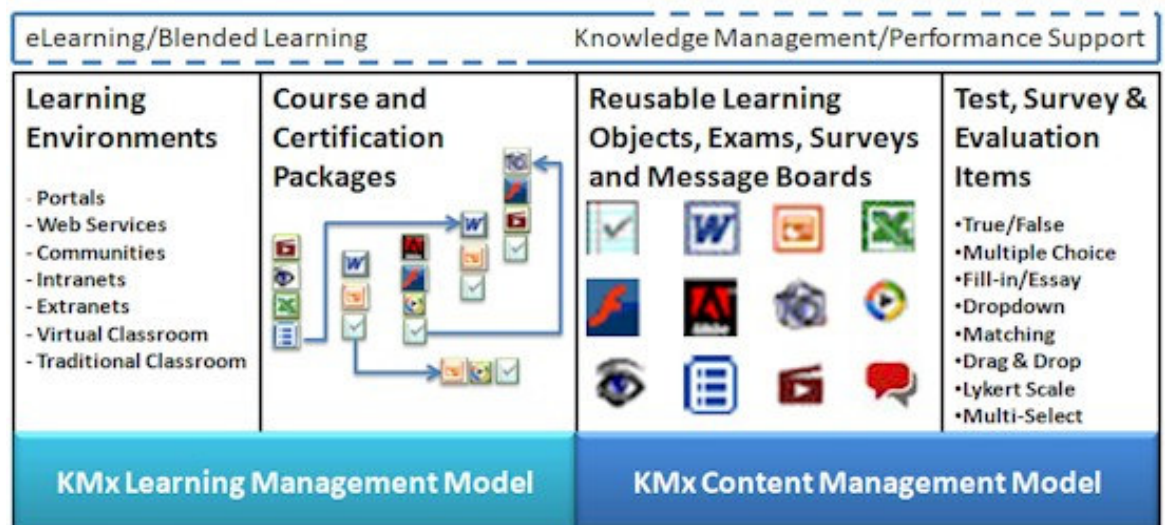 eLearning/Blended Learning
Knowledge Management/Performance Support
Learning
Environments
- Portals
- Web Services
- Communities
- Intranets
- Extranets
- Virtual Classroom
- Traditional Classroom
Course and
Certification
Packages
Reusable Learning
Objects, Exams, Surveys
and Message Boards
Test, Survey &
Evaluation
Items
•True/False
•Multiple Choice
•Fill-in/Essay
•Dropdown
•Matching
•Drag & Drop
•Lykert Scale
•Multi-Select
KMx Learning Management Model
KMx Content Management Model